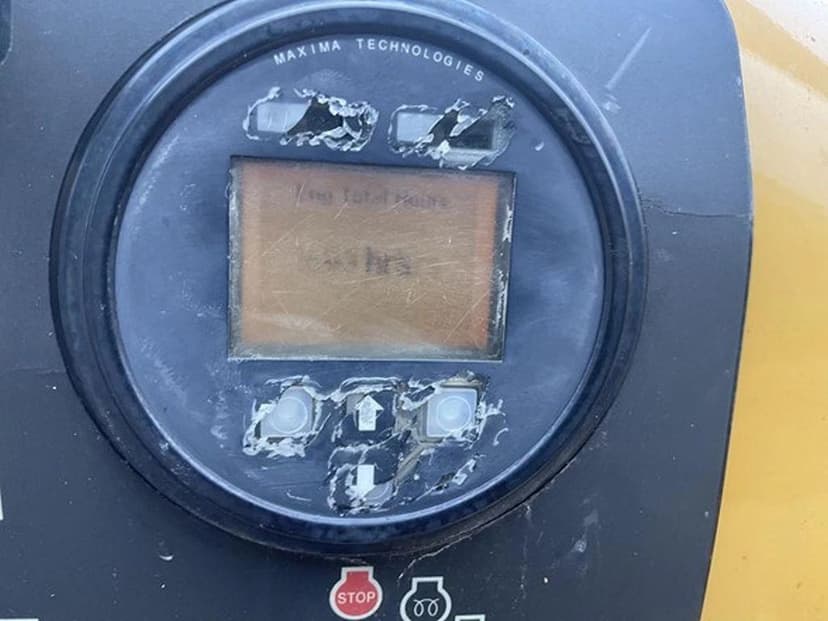 MAXIMA TECHNOLOGIES
Total Hours
hrs
STOP